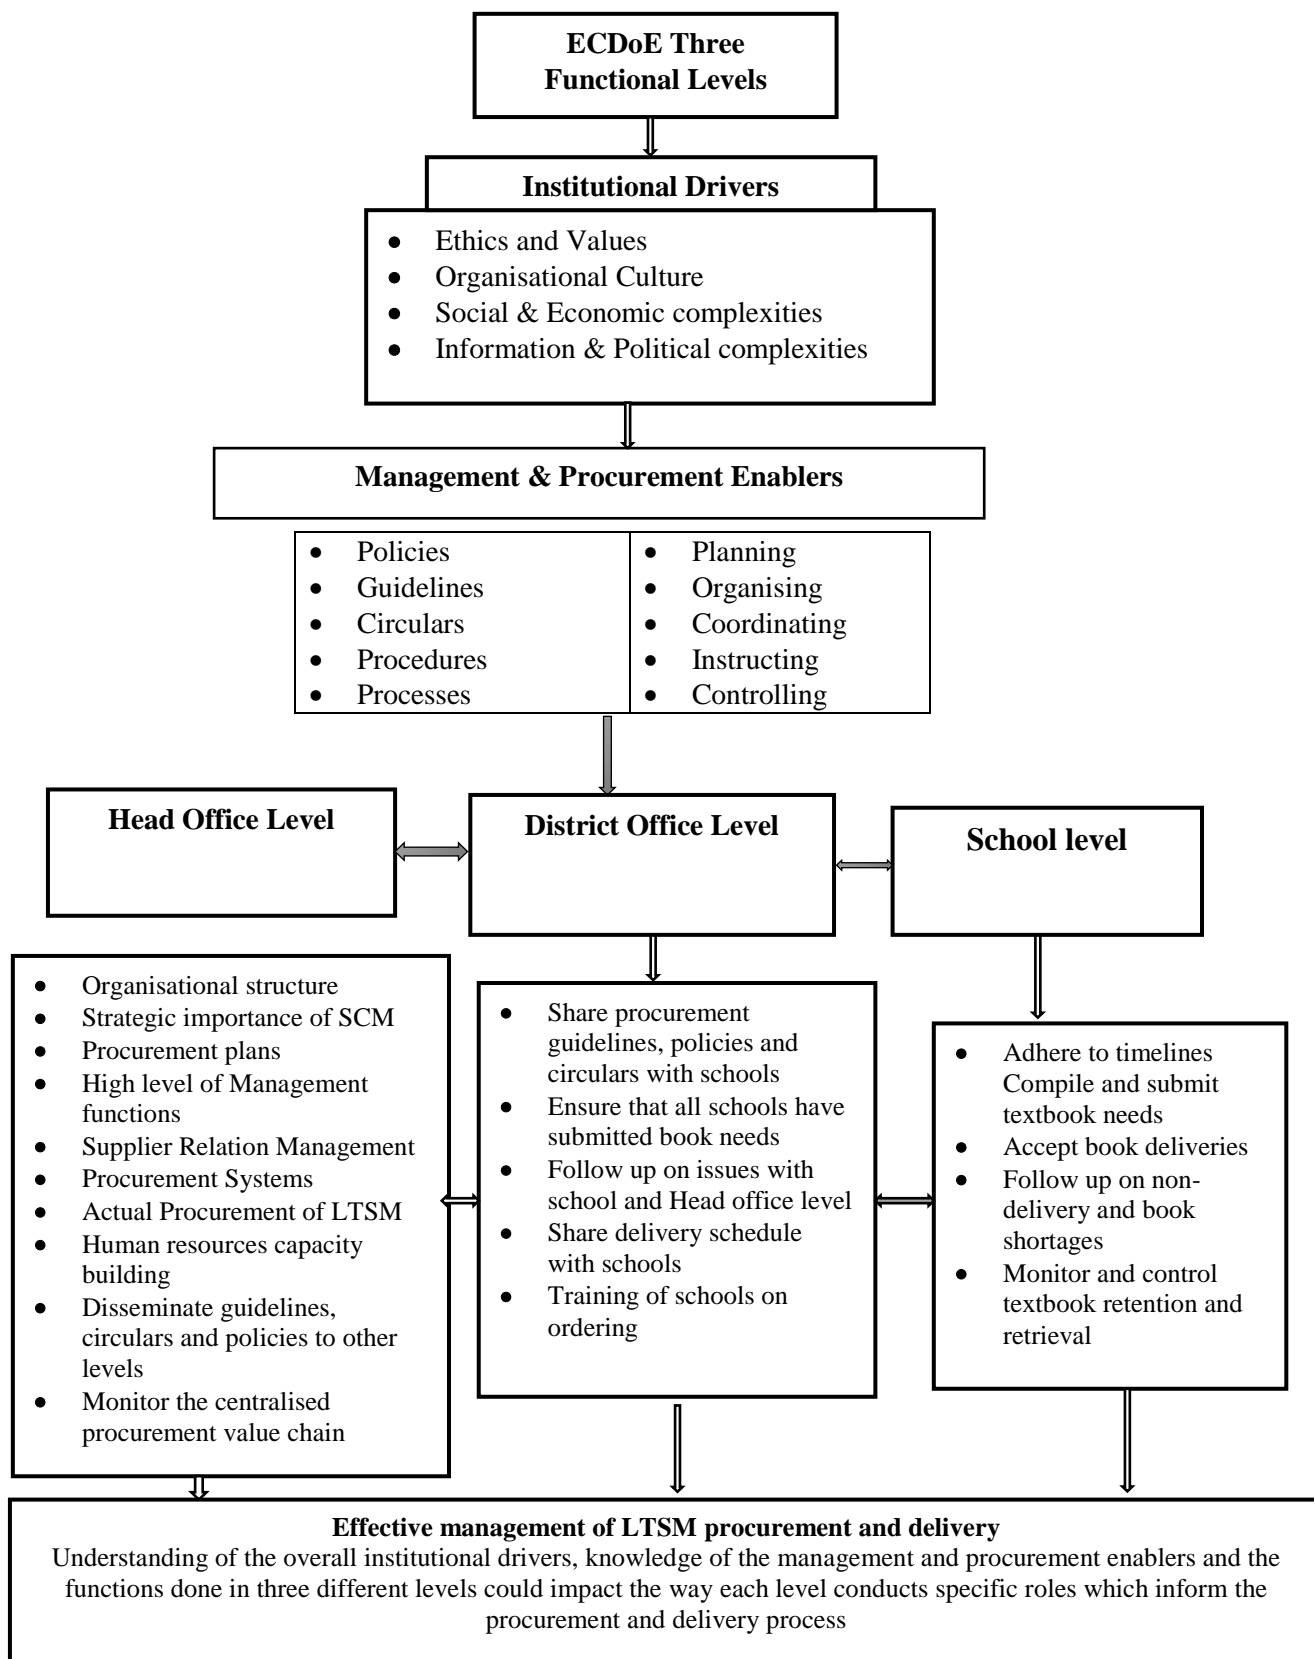 ECDoE Three
Functional Levels
Institutional Drivers
• Ethics and Values
• Organisational Culture
• Social & Economic complexities
• Information & Political complexities
Management & Procurement Enablers
• Policies
• Guidelines
• Circulars
• Procedures
• Processes
• Planning
• Organising
• Coordinating
• Instructing
• Controlling
Head Office Level
District Office Level
School level
• Organisational structure
• Strategic importance of SCM
• Procurement plans
• High level of Management
functions
• Supplier Relation Management
• Procurement Systems
• Actual Procurement of LTSM
• Human resources capacity
building
• Disseminate guidelines,
circulars and policies to other
levels
• Monitor the centralised
procurement value chain
• Share procurement
guidelines, policies and
circulars with schools
• Ensure that all schools have
submitted book needs
• Follow up on issues with
school and Head office level
• Share delivery schedule
with schools
• Training of schools on
ordering
• Adhere to timelines
Compile and submit
textbook needs
• Accept book deliveries
• Follow up on non-
delivery and book
shortages
• Monitor and control
textbook retention and
retrieval
Effective management of LTSM procurement and delivery
Understanding of the overall institutional drivers, knowledge of the management and procurement enablers and the
functions done in three different levels could impact the way each level conducts specific roles which inform the
procurement and delivery process